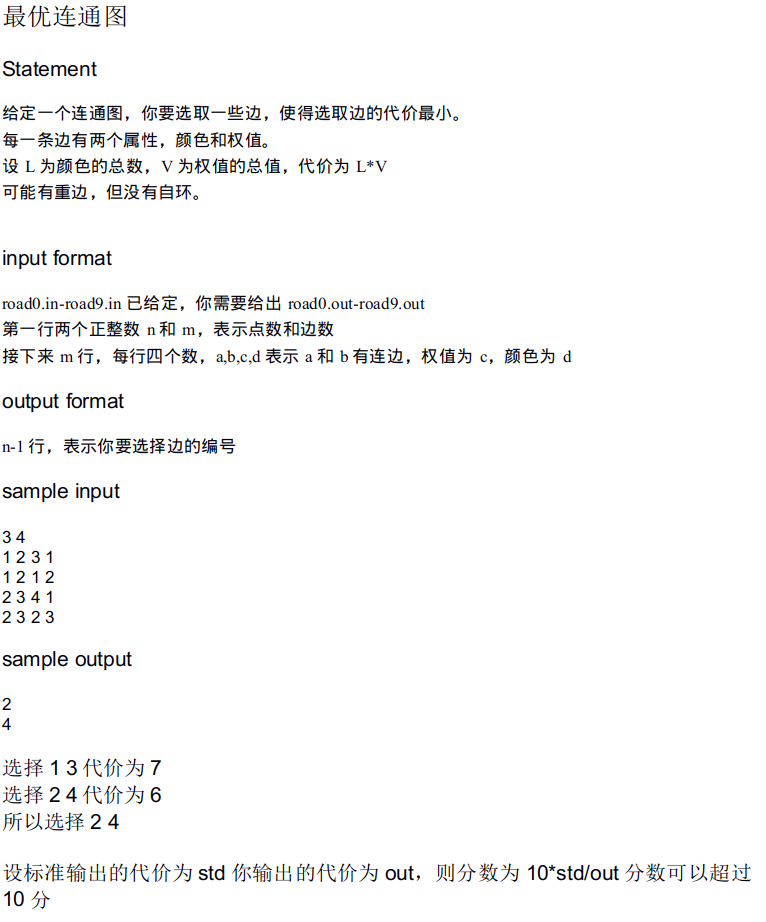 最优连通图
Statement
给定一个连通图，你要选取一些边，使得选取边的代价最小。
每一条边有两个属性，颜色和权值。
设 L 为颜色的总数，V 为权值的总值，代价为 L*V
可能有重边，但没有自环。
input format
road0.in-road9.in 已给定，你需要给出 road0.out-road9.out
第一行两个正整数 n 和 m，表示点数和边数
接下来 m 行，每行四个数，a,b,c,d 表示 a 和 b 有连边，权值为 c，颜色为 d
output format
n-1 行，表示你要选择边的编号
sample input
3 4
1 2 3 1
1 2 1 2
2 3 4 1
2 3 2 3
sample output
2
4
选择 1 3 代价为 7
选择 2 4 代价为 6
所以选择 2 4
设标准输出的代价为 std 你输出的代价为 out，则分数为 10*std/out 分数可以超过
10 分